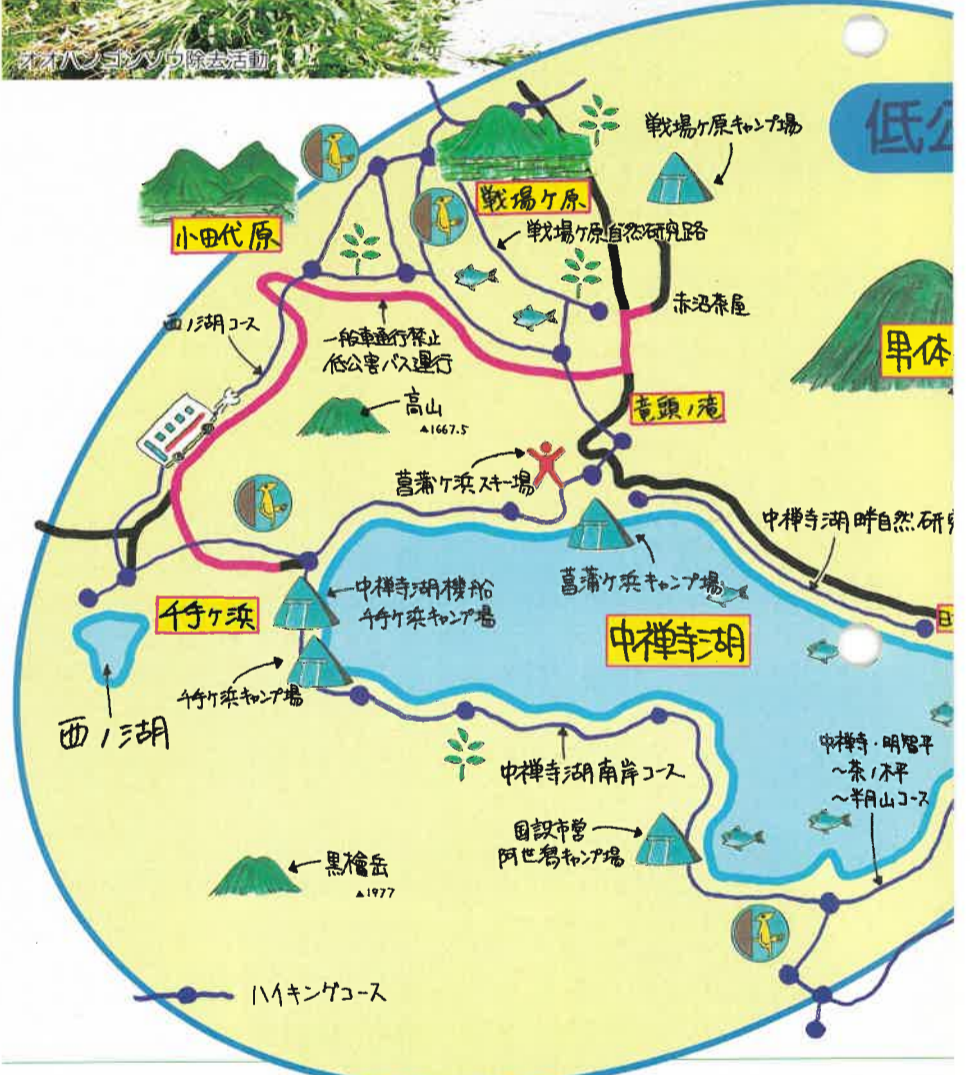 オオハンゴンソウ除去活動
低公
戦場ヶ原キャンプ場
戦場ヶ原
小田代原
戦場ヶ原自然研究路
赤沼茶屋
西ノ湖コース
一般車通行禁止
低公害バス運行
男体
高山
▲1667.5
竜頭ノ滝
菖蒲ヶ浜スキー場
中禅寺湖畔自然研究
菖蒲ヶ浜キャンプ場
中禅寺湖機船
千手ヶ浜キャンプ場
千手ヶ浜
中禅寺湖
千手ヶ浜キャンプ場
西ノ湖
中禅寺湖南岸コース
中禅寺・明智平
～茶ノ木平
～半月山コース
国設市営
阿世潟キャンプ場
黒檜岳
▲1977
ハイキングコース